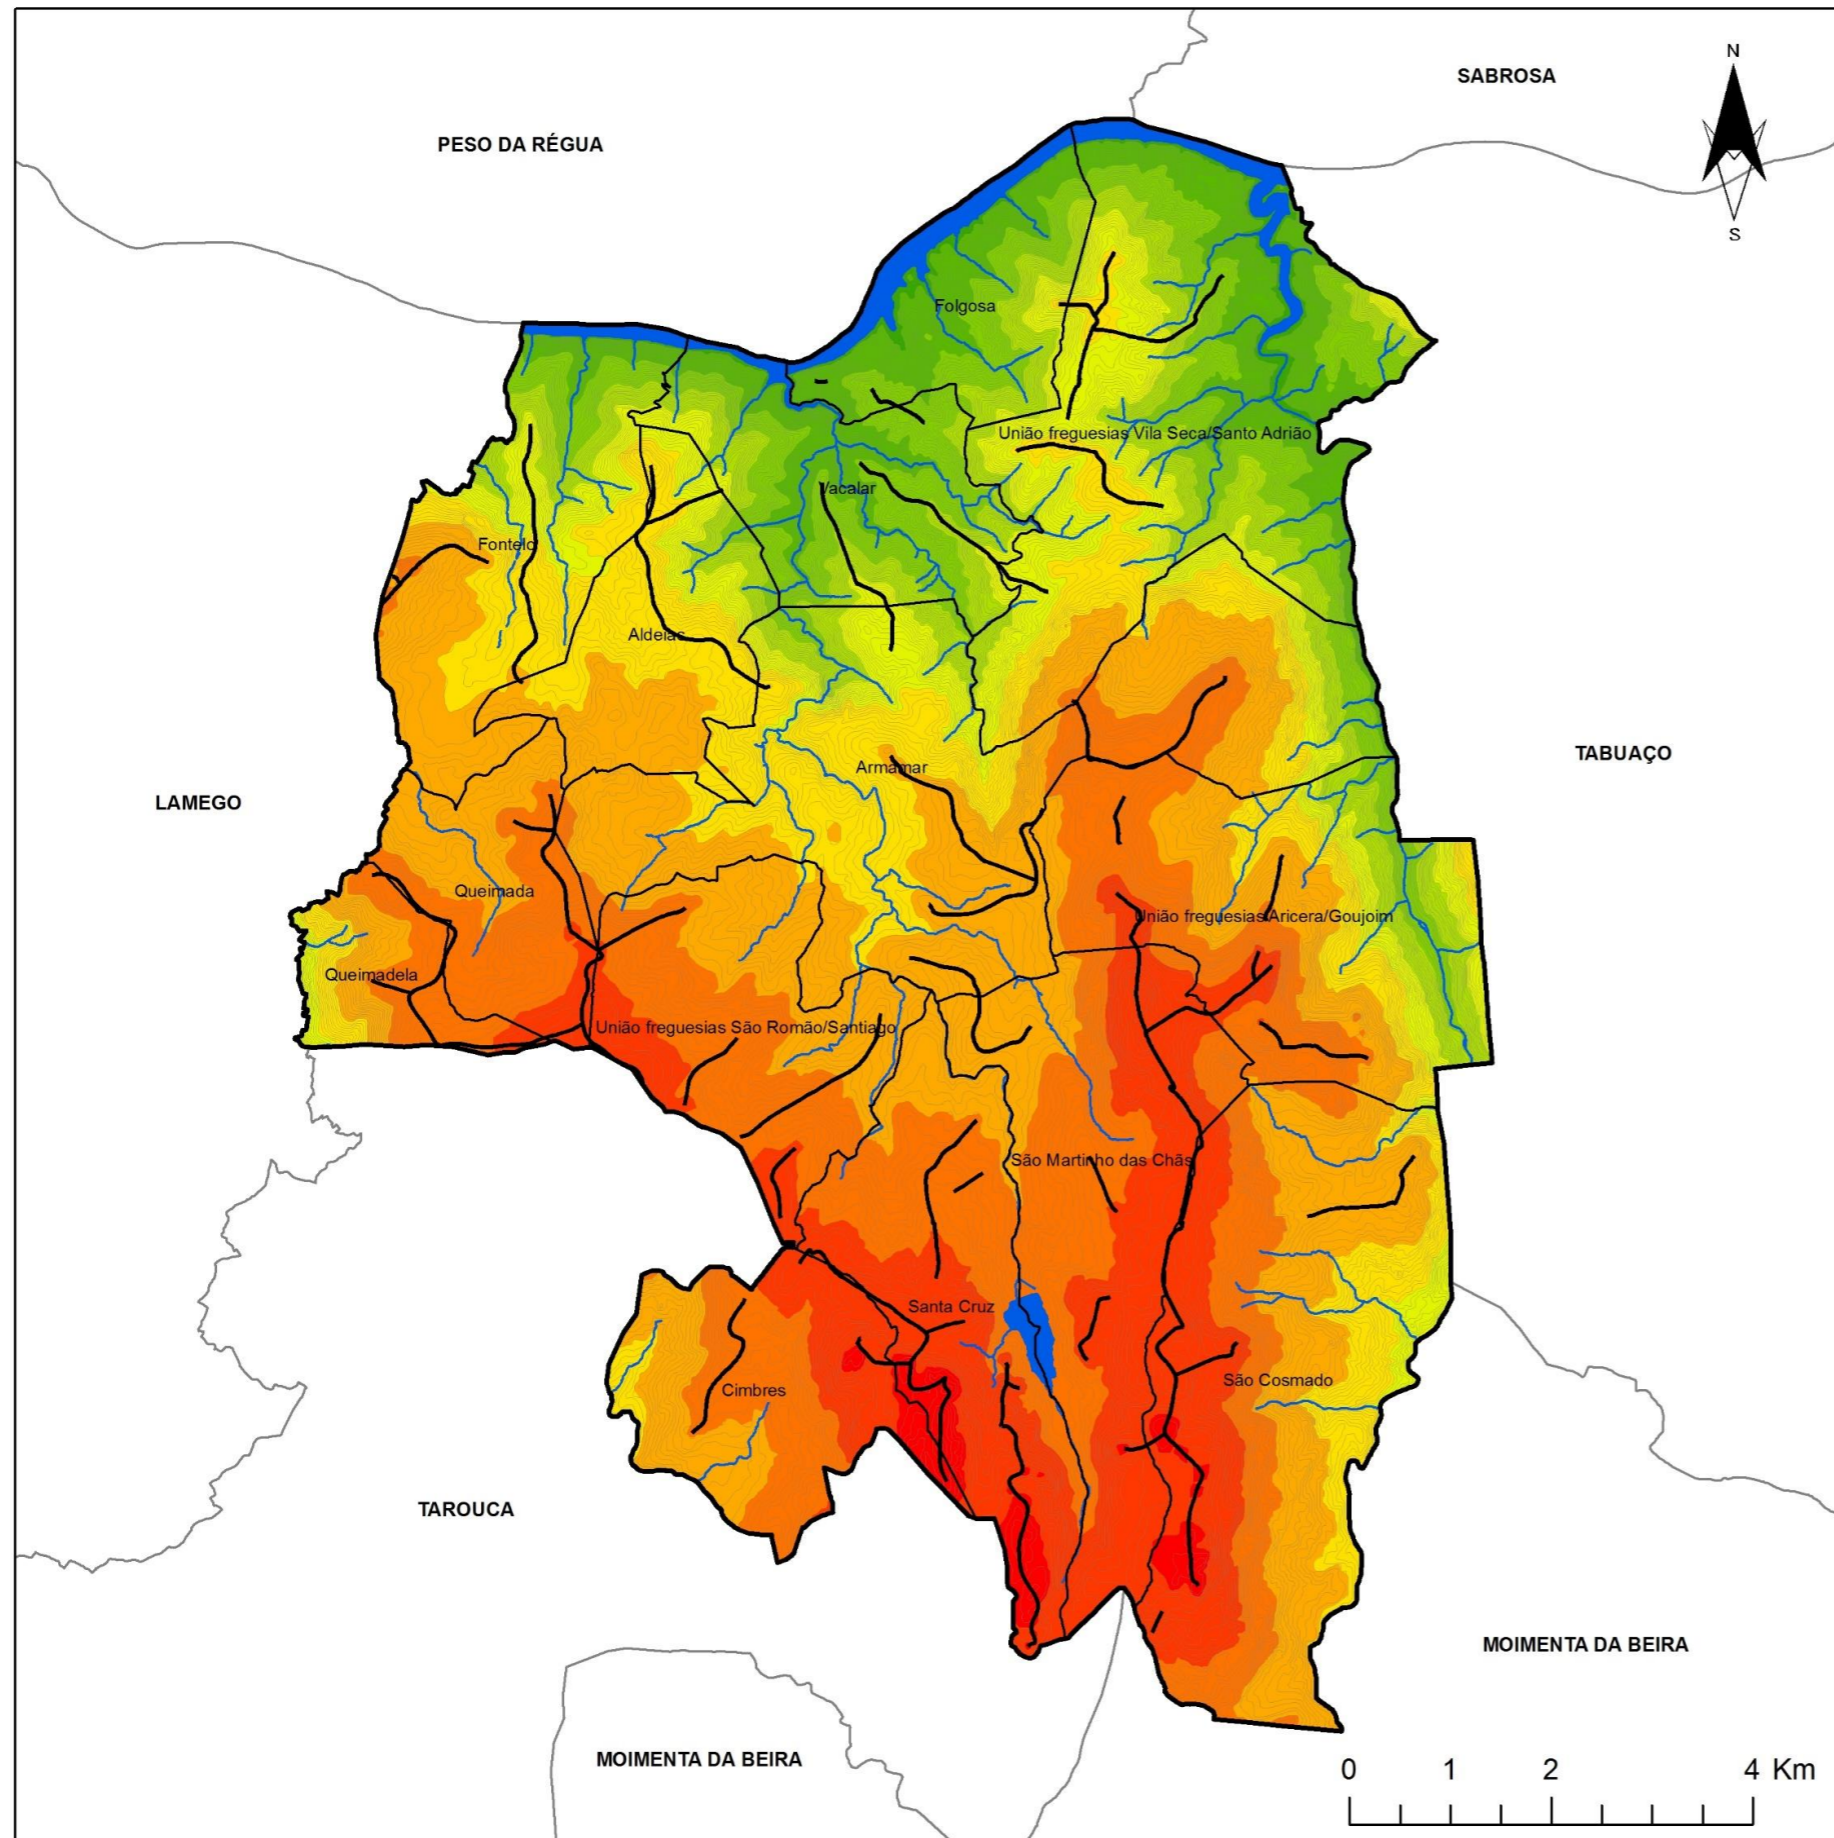 N
SABROSA
PESO DA RÉGUA
S
Folgosa
União freguesias Vila Seca/Santo Adrião
Vacalar
Fontelo
Aldeias
TABUAÇO
Armamar
LAMEGO
Queimada
União freguesias Aricera/Goujoim
Queimadela
União freguesias São Romão/Santiago
São Martinho das Chãs
Santa Cruz
São Cosmado
Cimbres
TAROUCA
MOIMENTA DA BEIRA
MOIMENTA DA BEIRA
0 1 2 4 Km